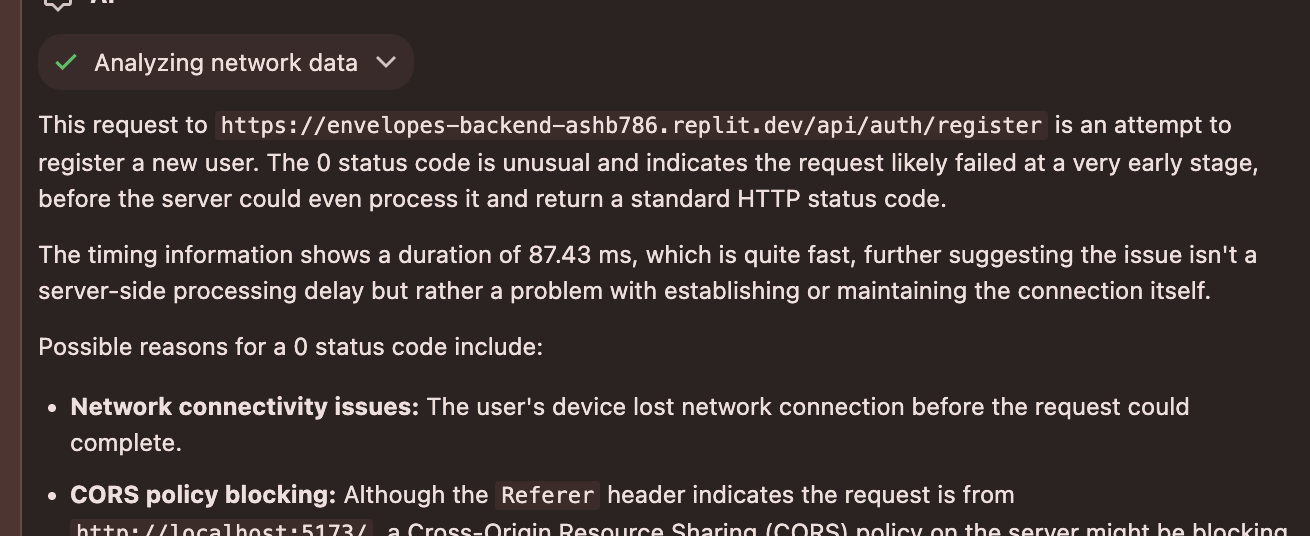 Analyzing network data
This request to https://envelopes-backend-ashb786.replit.dev/api/auth/register is an attempt to
register a new user. The 0 status code is unusual and indicates the request likely failed at a very early stage,
before the server could even process it and return a standard HTTP status code.
The timing information shows a duration of 87.43 ms, which is quite fast, further suggesting the issue isn't a
server-side processing delay but rather a problem with establishing or maintaining the connection itself.
Possible reasons for a 0 status code include:
• Network connectivity issues: The user's device lost network connection before the request could
complete.
• CORS policy blocking: Although the Referer header indicates the request is from
http://localhost:5173/, a Cross-Origin Resource Sharing (CORS) policy on the server might be blocking